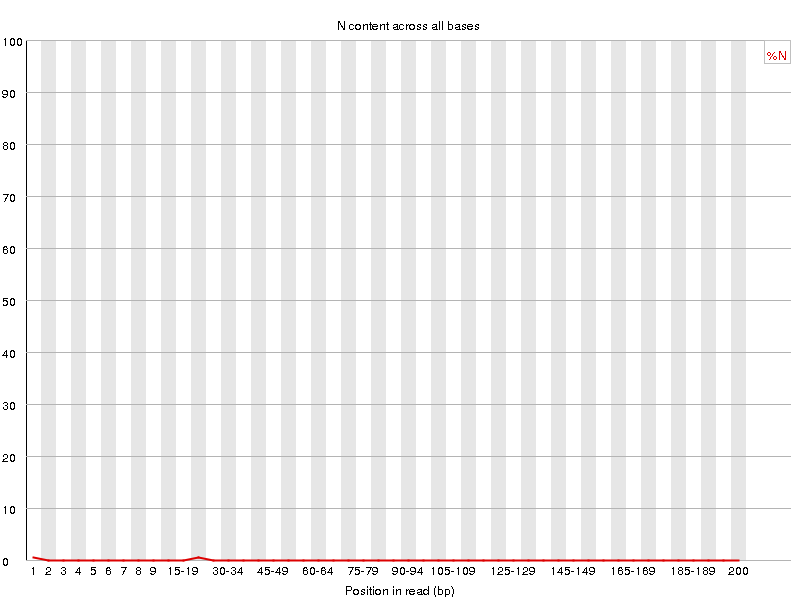 N content across all bases
%N
100
90
80
70
60
50
40
30
20
10
0
1 2 3 4 5 6 7 8 9 15-19 30-34 45-49 60-64 75-79 90-94 105-109 125-129 145-149 165-169 185-189 200
Position in read (bp)